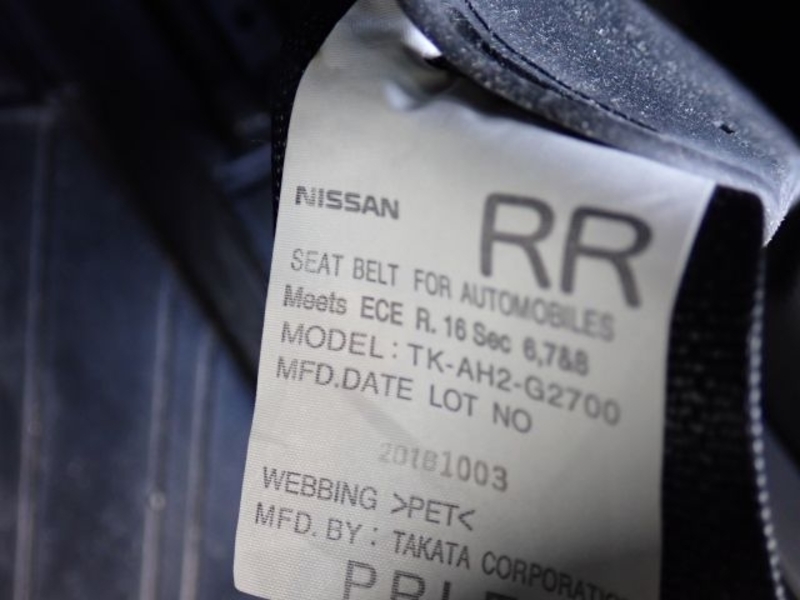 NISSAN RR
SEAT BELT FOR AUTOMOBILES
Meets ECE R. 16 Sec 6,7&8
MODEL: TK-AH2-G2700
MFD.DATE LOT NO
20181003
WEBBING >PET<
MFD. BY: TAKATA CORPORATION